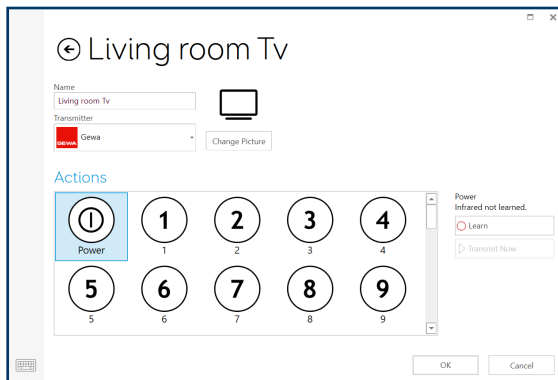 Living room Tv
Name
Living room Tv
Transmitter
GEWA Gewa
Change Picture
Actions
Power
Infrared not learned.
Learn
Transmit Now
1 2 3 4
Power 1 2 3 4
5 6 7 8 9
5 6 7 8 9
OK Cancel